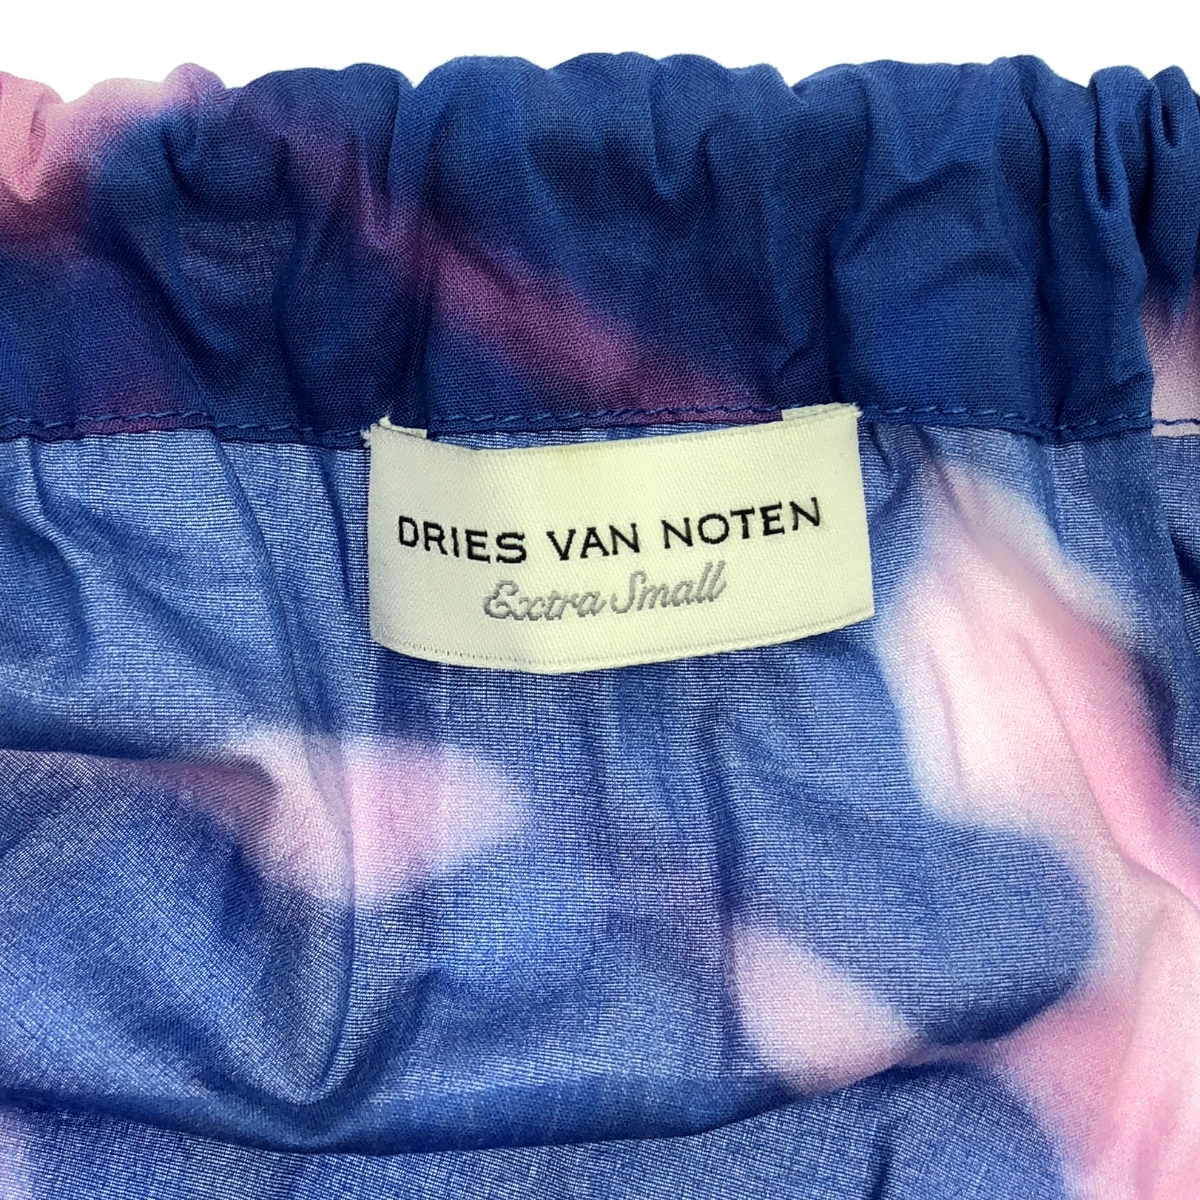 DRIES VAN NOTEN
Extra Small